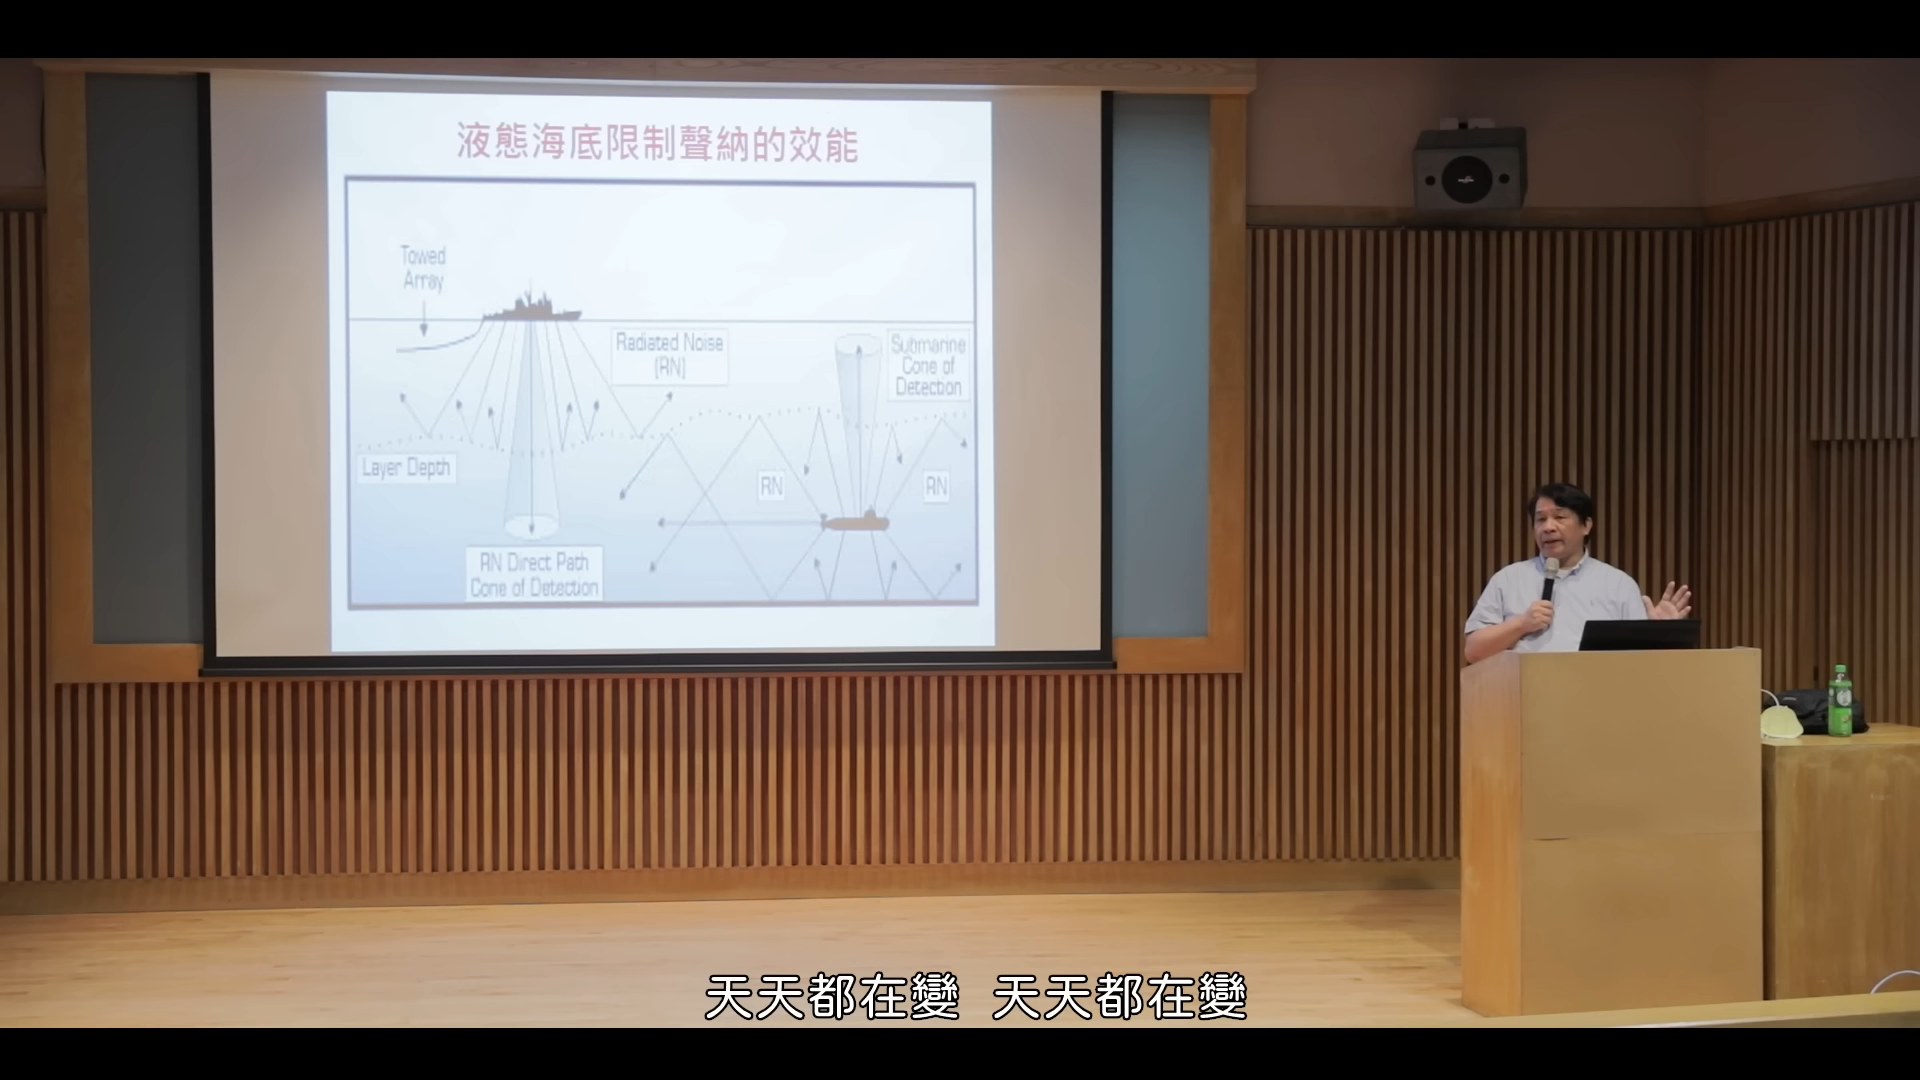 液態海底限制聲納的效能
Towed
Array
Radiated Noise
(RN)
Submarine
Cone of
Detection
Layer Depth
RN
RN
RN Direct Path
Cone of Detection
天天都在變 天天都在變